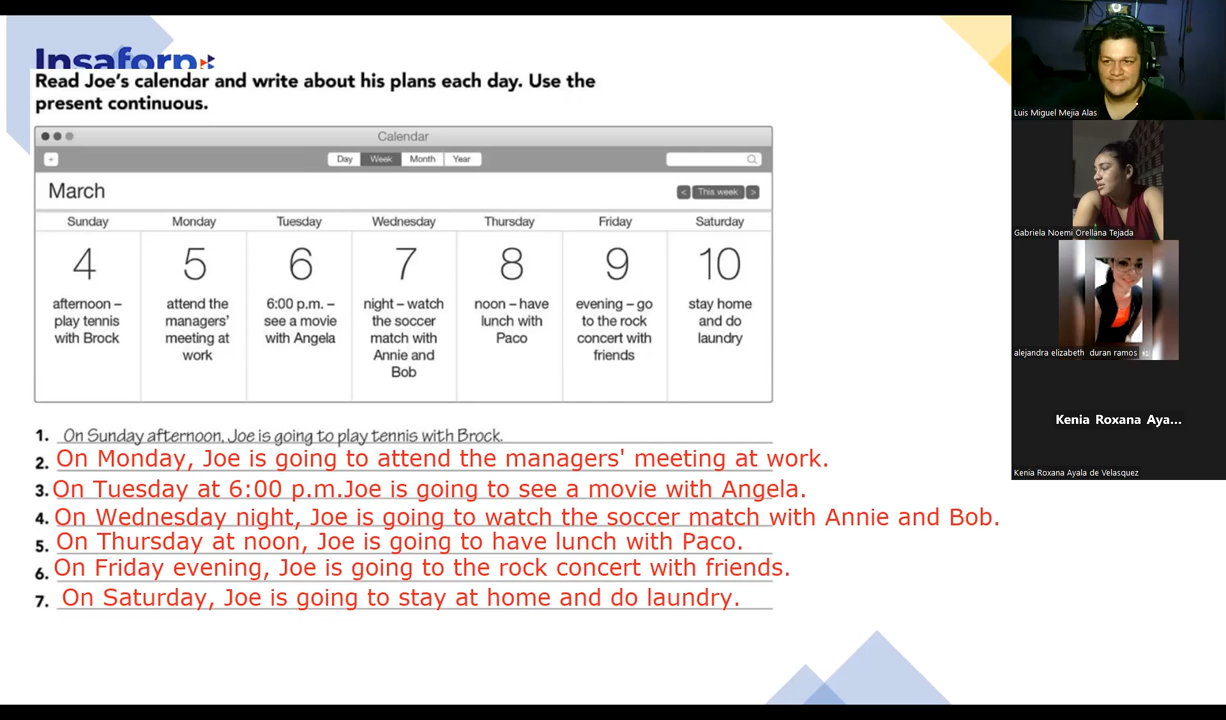 Insaforp
Read Joe's calendar and write about his plans each day. Use the
present continuous.
Calendar
+
Day Week Month Year
March
< This week >
Sunday Monday Tuesday Wednesday Thursday Friday Saturday
4 5 6 7 8 9 10
afternoon –
play tennis
with Brock
attend the
managers'
meeting at
work
6:00 p.m. –
see a movie
with Angela
night – watch
the soccer
match with
Annie and
Bob
noon – have
lunch with
Paco
evening – go
to the rock
concert with
friends
stay home
and do
laundry
1. On Sunday afternoon, Joe is going to play tennis with Brock.
2. On Monday, Joe is going to attend the managers' meeting at work.
3. On Tuesday at 6:00 p.m.Joe is going to see a movie with Angela.
4. On Wednesday night, Joe is going to watch the soccer match with Annie and Bob.
5. On Thursday at noon, Joe is going to have lunch with Paco.
6. On Friday evening, Joe is going to the rock concert with friends.
7. On Saturday, Joe is going to stay at home and do laundry.
Luis Miguel Mejia Alas
Gabriela Noemi Orellana Tejada
alejandra elizabeth duran ramos
Kenia Roxana Aya...
Kenia Roxana Ayala de Velasquez